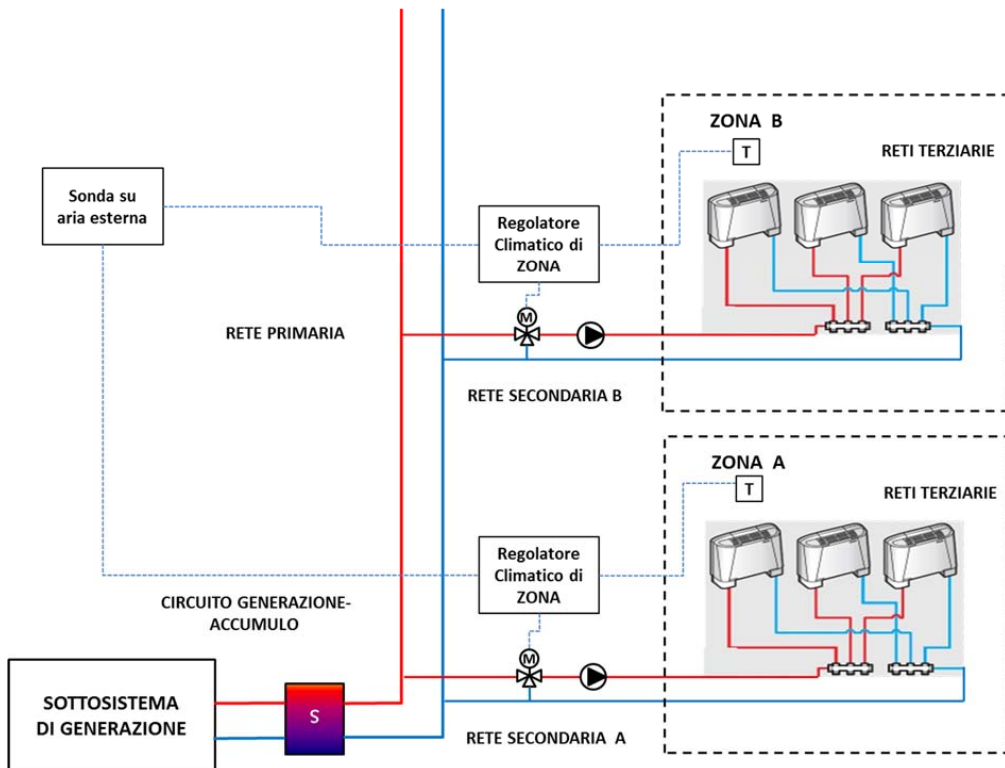 ZONA B
T
RETI TERZIARIE
Sonda su
aria esterna
Regolatore
Climatico di
ZONA
M
RETE PRIMARIA
RETE SECONDARIA B
ZONA A
T
RETI TERZIARIE
Regolatore
Climatico di
ZONA
CIRCUITO GENERAZIONE-
ACCUMULO
M
SOTTOSISTEMA
DI GENERAZIONE
S
RETE SECONDARIA A